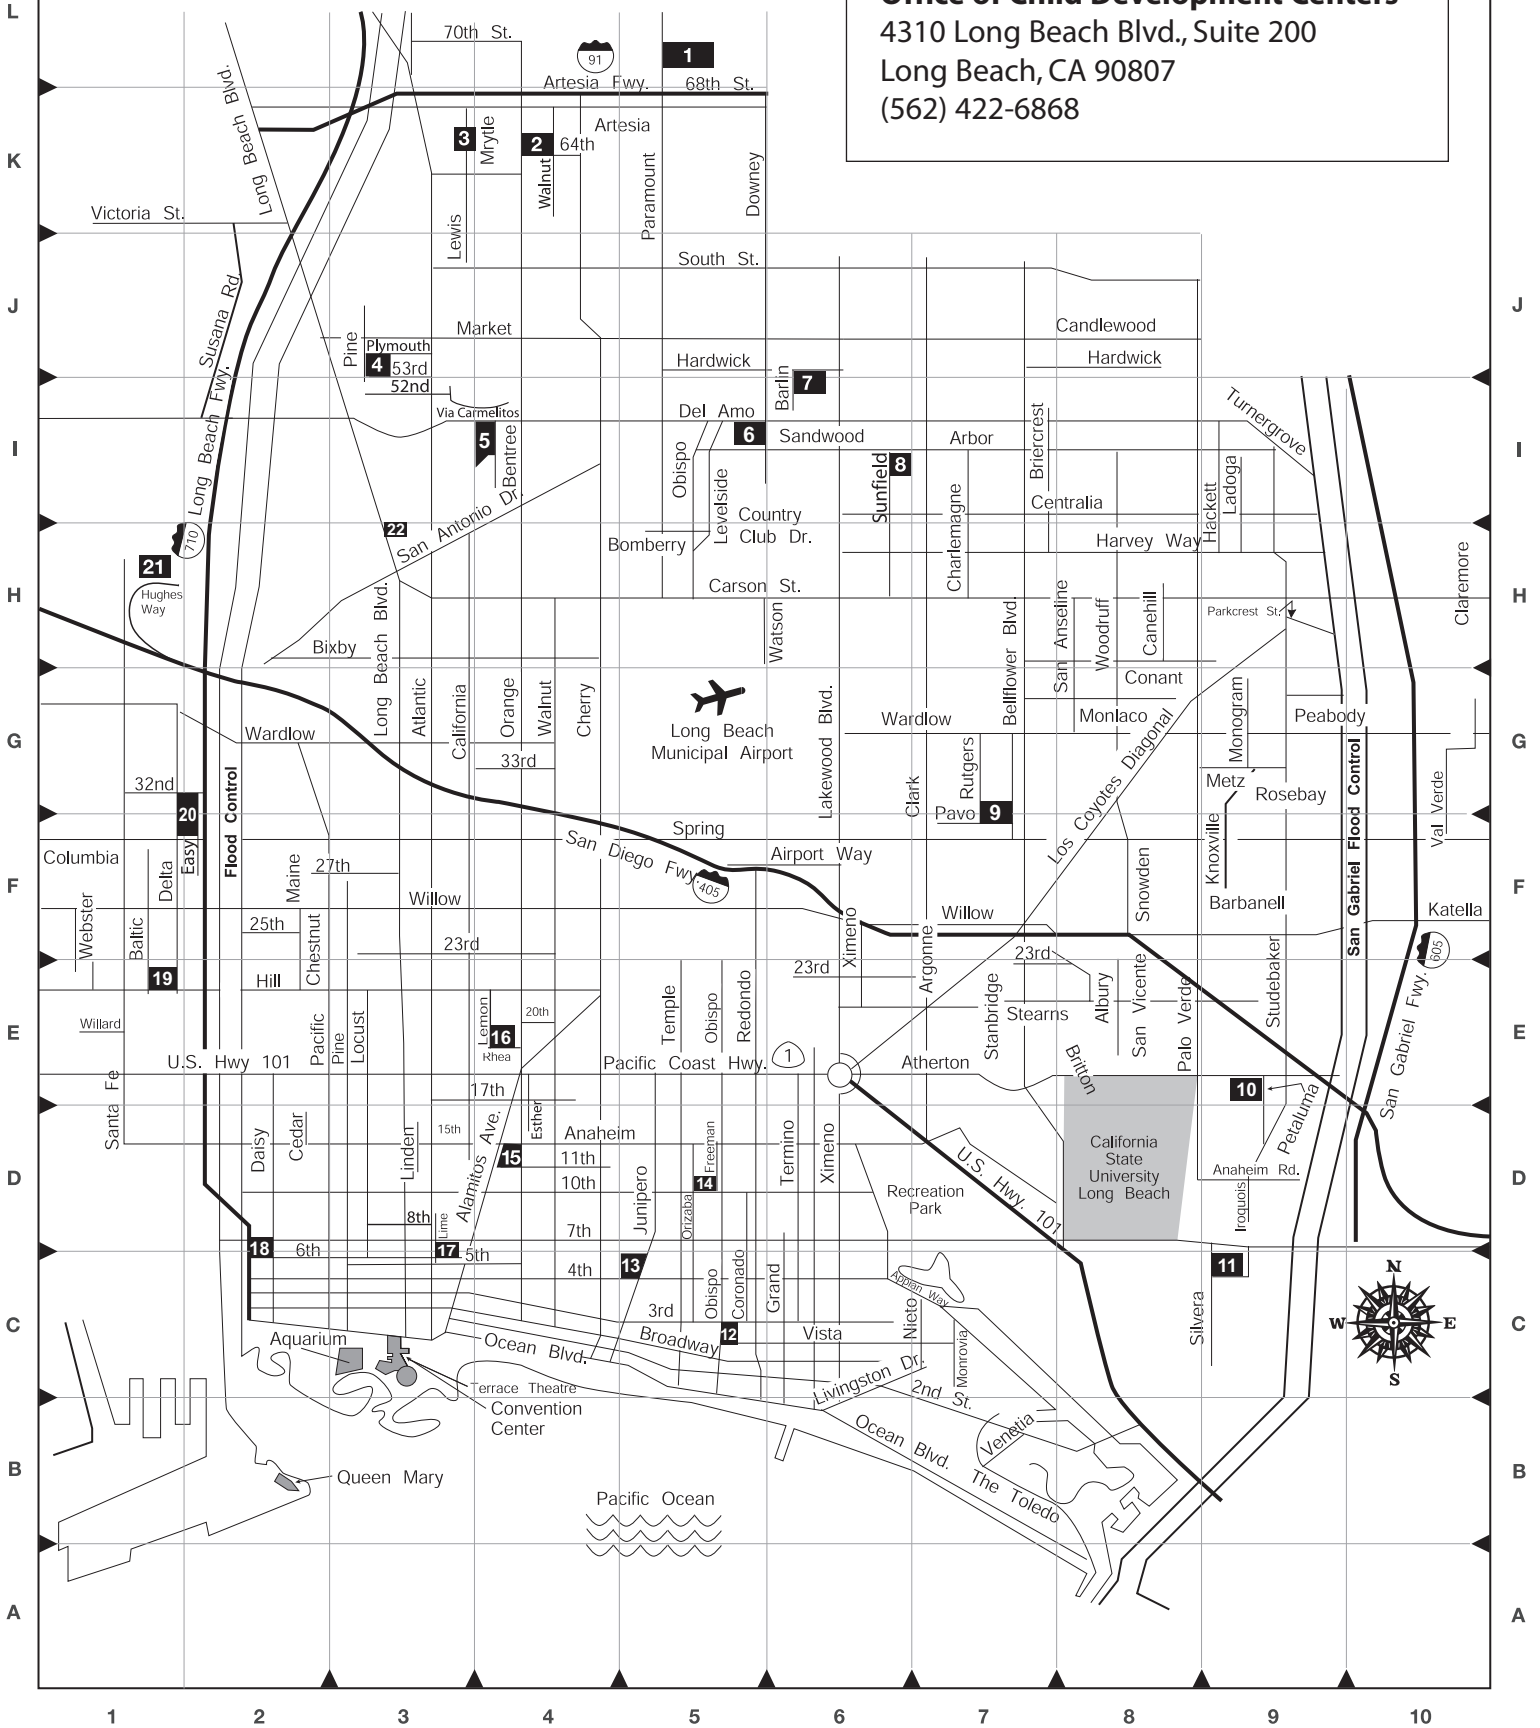 L
Office of Child Development Centers
4310 Long Beach Blvd., Suite 200
Long Beach, CA 90807
(562) 422-6868
70th St.
91
1
Artesia Fwy.
68th St.
Long Beach Blvd.
Artesia
3
Mrytle
2
64th
K
Walnut
Paramount
Downey
Long Beach
Victoria St.
Lewis
South St.
Susana Rd.
J
J
Market
Candlewood
Pine
Plymouth
4
53rd
52nd
Hardwick
Hardwick
Barlin
7
Via Carmelitos
Del Amo
Turnergrove
I
I
5
Bentree
6
Sandwood
Arbor
Briercrest
Long Beach Fwy.
Obispo
Levelside
Sunfield
8
Charlemagne
Centralia
Hackett
Ladoga
22
San Antonio Dr.
Country
Club Dr.
710
Bomberry
Harvey Way
21
Hughes
Way
Carson St.
H
H
Claremore
Long Beach Blvd.
Watson
Bellflower Blvd.
San Anseline
Woodruff
Canehill
Parkcrest St.
Bixby
Conant
Atlantic
California
Orange
Walnut
Cherry
Long Beach
Municipal Airport
Lakewood Blvd.
Wardlow
Monlaco
Los Coyotes Diagonal
Monogram
Peabody
G
G
Wardlow
33rd
32nd
Flood Control
Clark
Rutgers
Metz
Rosebay
San Gabriel Flood Control
Val Verde
20
Easy
Pavo
9
Spring
San Diego Fwy.
405
Airport Way
Columbia
Delta
Maine
27th
Knoxville
Snowden
F
F
Willow
Willow
Barbanell
Katella
Webster
Baltic
25th
Chestnut
23rd
Ximeno
Argonne
23rd
605
19
Hill
23rd
Temple
Obispo
Redondo
Stanbridge
Albury
San Vicente
Palo Verde
Studebaker
San Gabriel Fwy.
Willard
Pacific
Pine
Locust
Lemon
16
Rhea
20th
Stearns
E
E
U.S. Hwy 101
Pacific Coast Hwy.
1
Atherton
Britton
Santa Fe
17th
10
Petaluma
Daisy
Cedar
Linden
15th
Alamitos Ave.
Esther
Anaheim
California
State
University
Long Beach
15
11th
10th
Junipero
Freeman
14
Orizaba
Termino
Ximeno
U.S. Hwy. 101
Anaheim Rd.
Iroquois
D
D
Recreation
Park
8th
Lime
7th
18
6th
17
5th
4th
13
11
Obispo
Coronado
Grand
Appian Way
3rd
N
W
E
S
C
C
Aquarium
Ocean Blvd.
Broadway
12
Vista
Nieto
Monrovia
Silvera
Terrace Theatre
Convention
Center
Livingston Dr.
2nd St.
Ocean Blvd.
Venetia
B
B
Queen Mary
The Toledo
Pacific Ocean
A
A
1
2
3
4
5
6
7
8
9
10